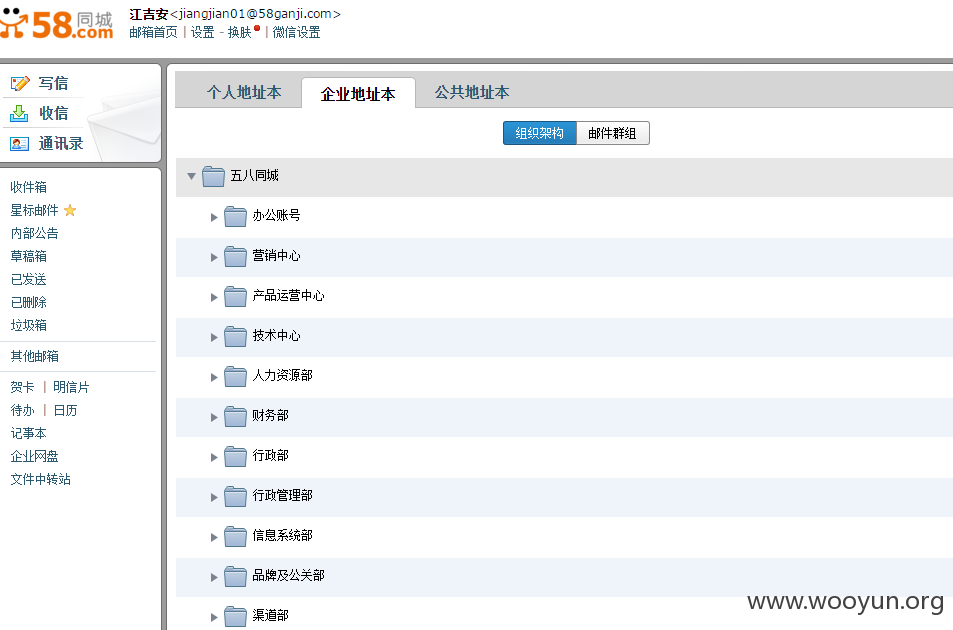 58同城
.com
江吉安<jiangjian01@58ganji.com>
邮箱首页 | 设置 - 换肤 | 微信设置
写信
收信
通讯录
收件箱
星标邮件
内部公告
草稿箱
已发送
已删除
垃圾箱
其他邮箱
贺卡 | 明信片
待办 | 日历
记事本
企业网盘
文件中转站
个人地址本 企业地址本 公共地址本
组织架构 邮件群组
五八同城
办公账号
营销中心
产品运营中心
技术中心
人力资源部
财务部
行政部
行政管理部
信息系统部
品牌及公关部
渠道部
www.wooyun.org